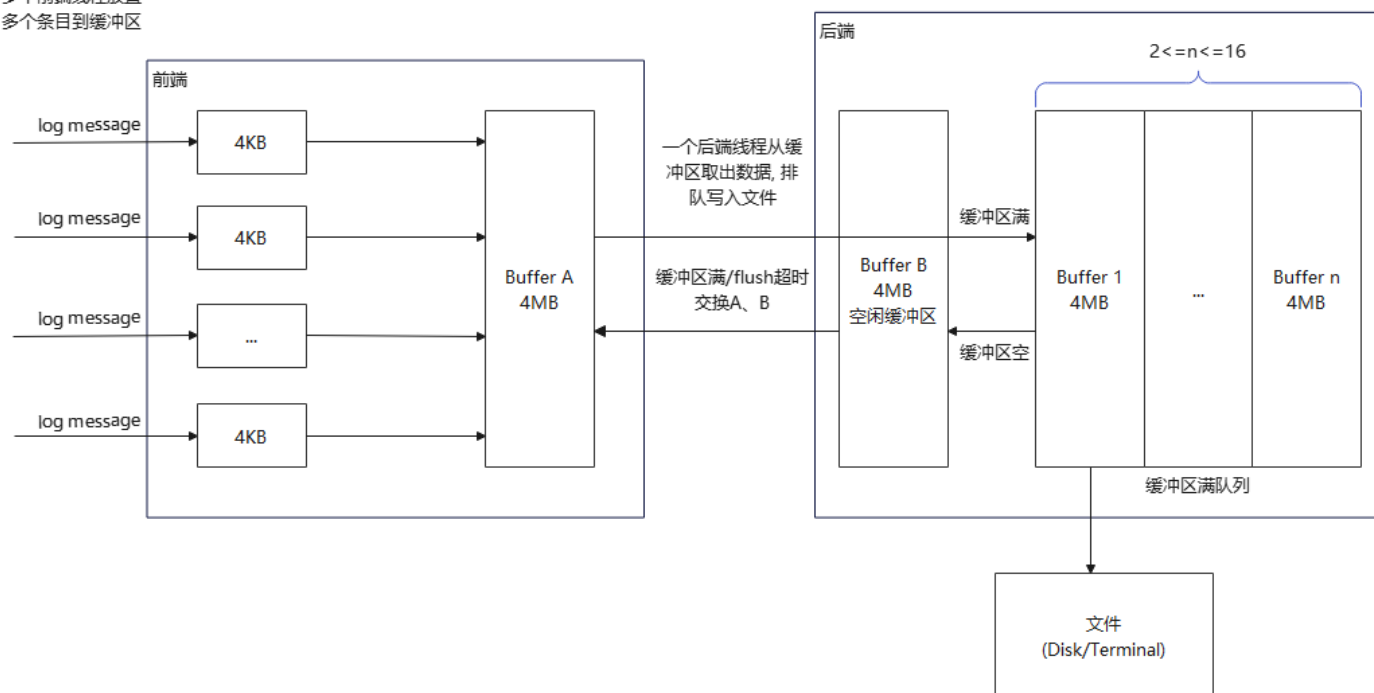 多个条目到缓冲区
前端
log message
4KB
log message
4KB
log message
...
log message
4KB
Buffer A
4MB
一个后端线程从缓
冲区取出数据, 排
队写入文件
缓冲区满/flush超时
交换A、B
后端
2<=n<=16
Buffer B
4MB
空闲缓冲区
缓冲区满
缓冲区空
Buffer 1
4MB
...
Buffer n
4MB
缓冲区满队列
文件
(Disk/Terminal)